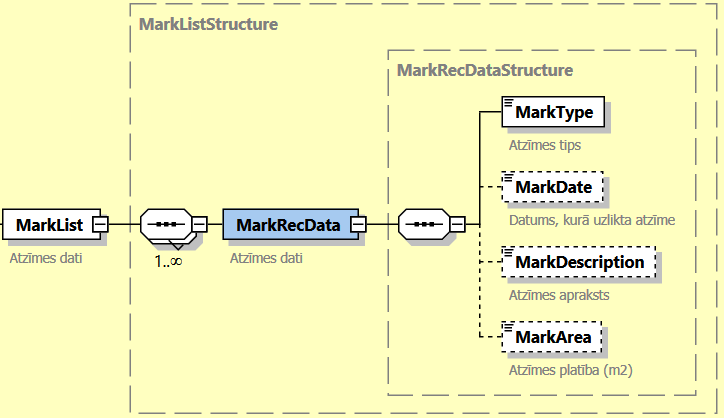 MarkListStructure
MarkRecDataStructure
MarkType
Atzīmes tips
MarkDate
Datums, kurā uzlikta atzīme
MarkList
Atzīmes dati
1..∞
MarkRecData
Atzīmes dati
MarkDescription
Atzīmes apraksts
MarkArea
Atzīmes platība (m2)